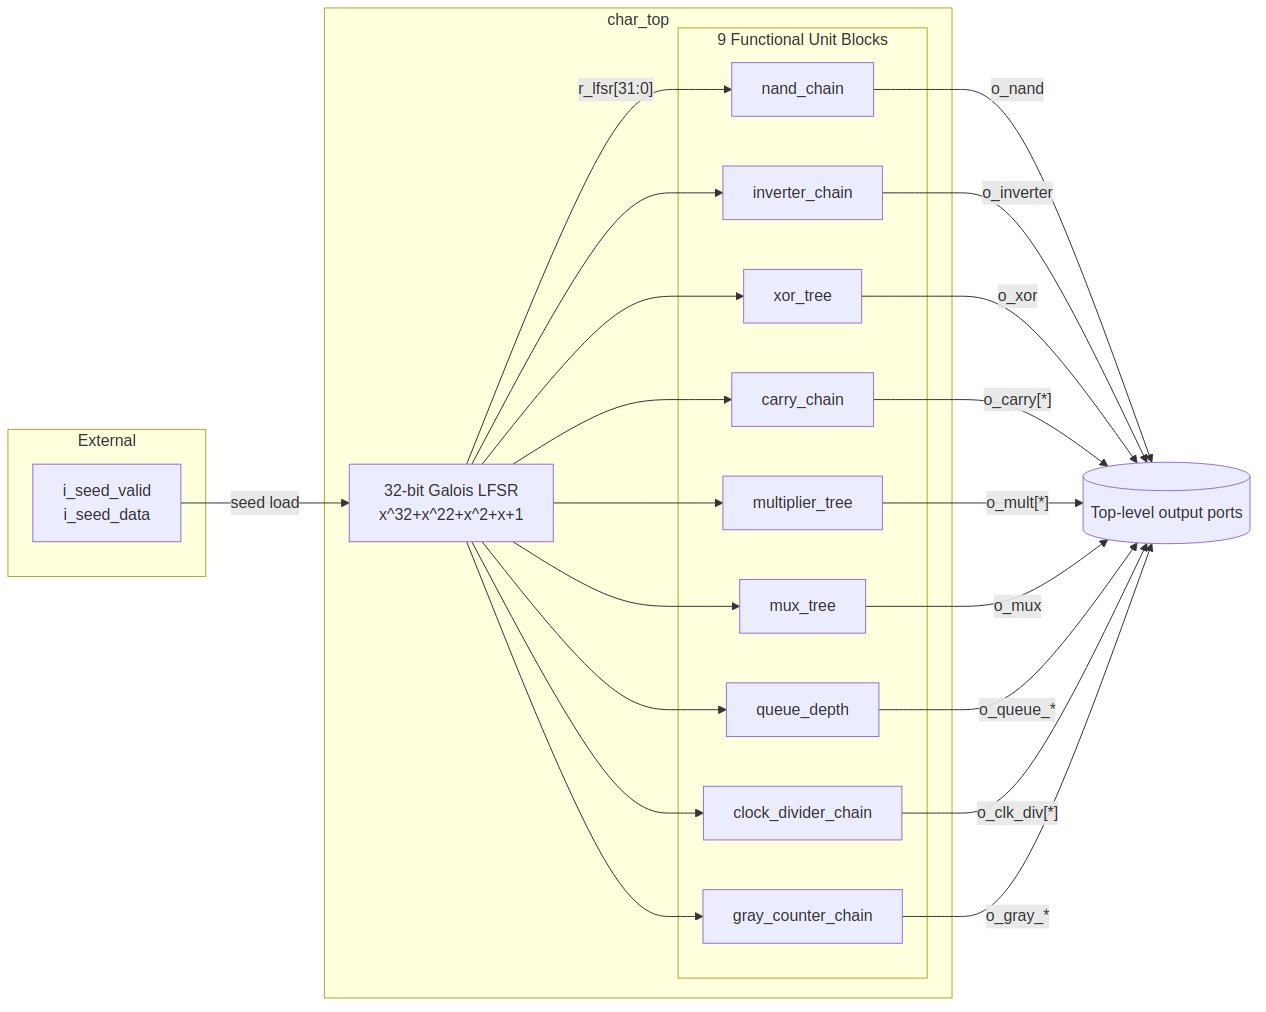 char_top
9 Functional Unit Blocks
r_lfsr[31:0]
nand_chain
o_nand
inverter_chain
o_inverter
xor_tree
o_xor
carry_chain
o_carry[*]
External
i_seed_valid
i_seed_data
seed load
32-bit Galois LFSR
x^32+x^22+x^2+x+1
multiplier_tree
o_mult[*]
Top-level output ports
mux_tree
o_mux
queue_depth
o_queue_*
clock_divider_chain
o_clk_div[*]
gray_counter_chain
o_gray_*